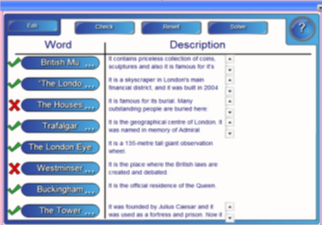 Edit Check Reset Solve ?
Word Description
British Mu ... It contains priceless collection of coins,
sculptures and also it is famous for it's
"The Londo ... It is a skyscraper in London's main
financial district, and it was built in 2004
The Houses ... It is famous for its burial. Many
outstanding people are buried here:
Trafalgar ... It is the geographical centre of London. It
was named in memory of Admiral
The London Eye It is a 135-metre tall giant observation
wheel.
Westminser ... It is the place where the British laws are
created and debated.
Buckingham ... It is the official residence of the Queen.
The Tower ... It was founded by Julius Caesar and it
was used as a fortress and prison. Now it